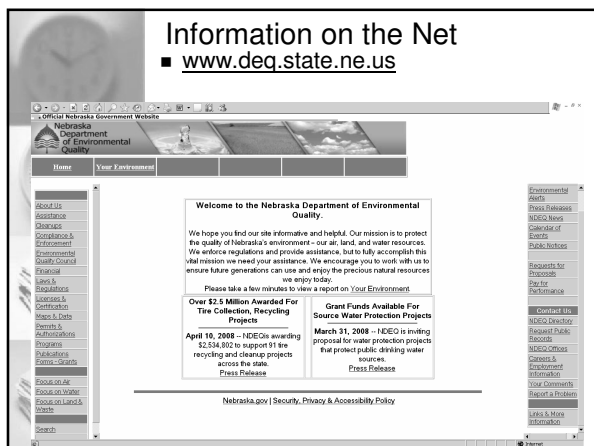 Information on the Net
www.deq.state.ne.us
Official Nebraska Government Website
Nebraska
Department
of Environmental
Quality
Home
Your Environment
About Us
Assistance
Cleanups
Compliance &
Enforcement
Environmental
Quality Council
Financial
Laws &
Regulations
Licenses &
Certification
Maps & Data
Permits &
Authorizations
Programs
Publications
Forms - Grants
Focus on Air
Focus on Water
Focus on Land &
Waste
Search
Welcome to the Nebraska Department of Environmental
Quality.
We hope you find our site informative and helpful. Our mission is to protect
the quality of Nebraska's environment – our air, land, and water resources.
We enforce regulations and provide assistance, but to fully accomplish this
vital mission we need your assistance. We encourage you to work with us to
ensure future generations can use and enjoy the precious natural resources
we enjoy today.
Please take a few minutes to view a report on Your Environment.
Over $2.5 Million Awarded For
Tire Collection, Recycling
Projects
April 10, 2008 -- NDEQis awarding
$2,534,802 to support 91 tire
recycling and cleanup projects
across the state.
Press Release
Grant Funds Available For
Source Water Protection Projects
March 31, 2008 -- NDEQ is inviting
proposal for water protection projects
that protect public drinking water
sources.
Press Release
Nebraska.gov | Security, Privacy & Accessibility Policy
Environmental
Alerts
Press Releases
NDEQ News
Calendar of
Events
Public Notices
Requests for
Proposals
Pay for
Performance
Contact Us
NDEQ Directory
Request Public
Records
NDEQ Offices
Careers &
Employment
Information
Your Comments
Report a Problem
Links & More
Information
Internet